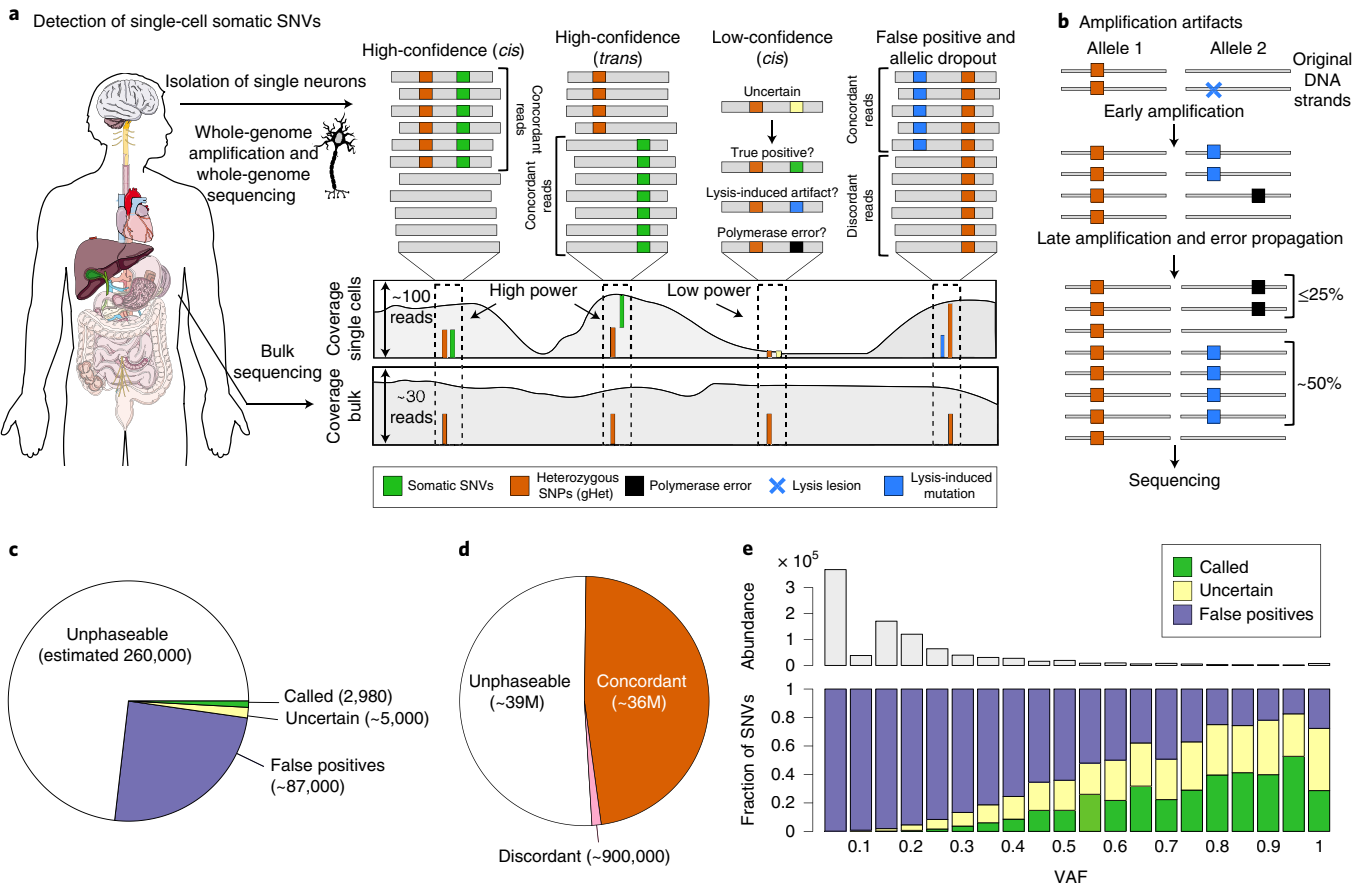 a
Detection of single-cell somatic SNVs
Isolation of single neurons
Whole-genome
amplification and
whole-genome
sequencing
Bulk
sequencing
High-confidence (cis)
Concordant
reads
High-confidence
(trans)
Concordant
reads
Low-confidence
(cis)
Uncertain
True positive?
Lysis-induced artifact?
Polymerase error?
False positive and
allelic dropout
Concordant
reads
Discordant
reads
Coverage
single cells
~100
reads
High power
Low power
Coverage
bulk
~30
reads
Somatic SNVs
Heterozygous
SNPs (gHet)
Polymerase error
Lysis lesion
Lysis-induced
mutation
b
Amplification artifacts
Allele 1
Allele 2
Original
DNA
strands
Early amplification
Late amplification and error propagation
≤25%
~50%
Sequencing
c
Unphaseable
(estimated 260,000)
Called (2,980)
Uncertain (~5,000)
False positives
(~87,000)
d
Unphaseable
(~39M)
Concordant
(~36M)
Discordant (~900,000)
e
× 10⁵
Abundance
3
2
1
0
Called
Uncertain
False positives
Fraction of SNVs
1
0.8
0.6
0.4
0.2
0
0.1
0.2
0.3
0.4
0.5
0.6
0.7
0.8
0.9
1
VAF